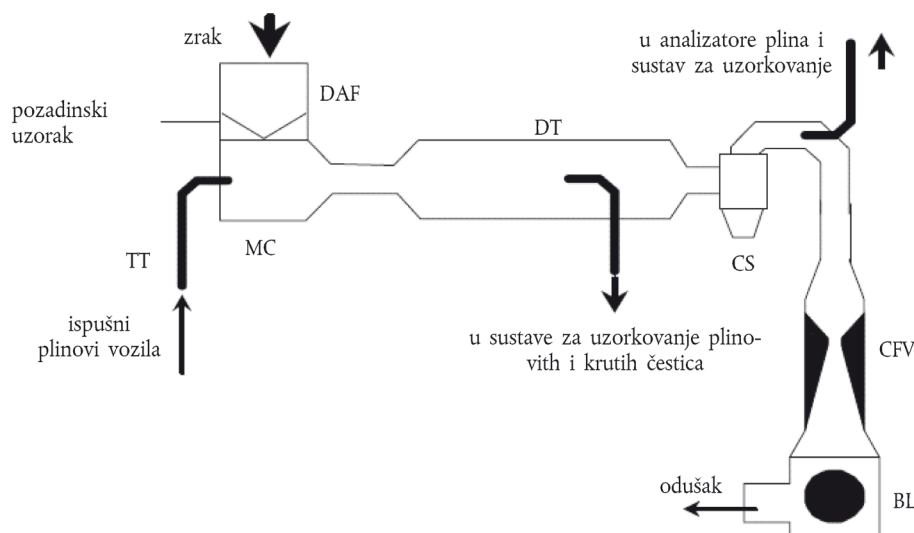 zrak
u analizatore plina i
sustav za uzorkovanje
DAF
pozadinski
uzorak
DT
MC
CS
TT
ispušni
plinovi vozila
u sustave za uzorkovanje plino-
vith i krutih čestica
CFV
odušak
BL